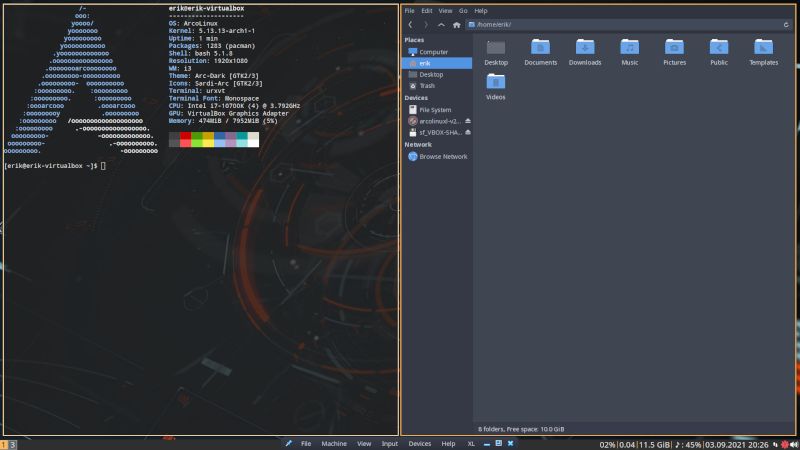 erik@erik-virtualbox
--------------------
OS: ArcoLinux
Kernel: 5.13.13-arch1-1
Uptime: 1 min
Packages: 1283 (pacman)
Shell: bash 5.1.8
Resolution: 1920x1080
WM: i3
Theme: Arc-Dark [GTK2/3]
Icons: Sardi-Arc [GTK2/3]
Terminal: urxvt
Terminal Font: Monospace
CPU: Intel i7-10700K (4) @ 3.792GHz
GPU: VirtualBox Graphics Adapter
Memory: 474MiB / 7952MiB (5%)
[erik@erik-virtualbox ~]$
File Edit View Go Help
/home/erik/
Places
Computer
erik
Desktop
Trash
Devices
File System
arcolinuxl-v2...
sf_VBOX-SHA...
Network
Browse Network
Desktop Documents Downloads Music Pictures Public Templates
Videos
8 folders, Free space: 10.0 GiB
1 3
File Machine View Input Devices Help XL
02% 0.04 11.5 GiB ♪: 45% 03.09.2021 20:26